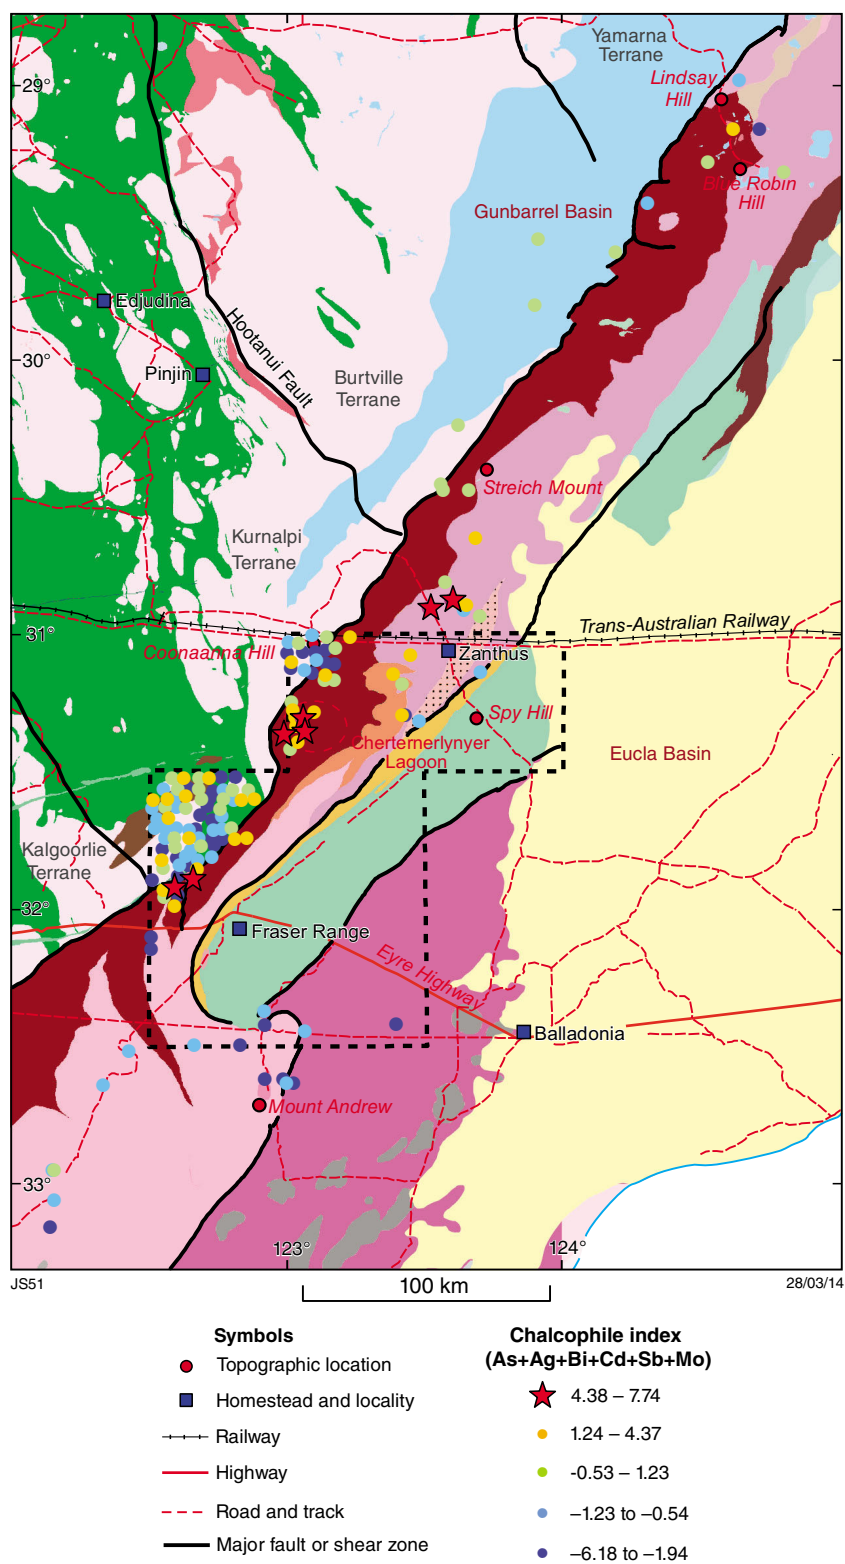 Yamarna
Terrane
29°
Lindsay
Hill
Blue Robin
Hill
Gunbarrel Basin
Edjudina
Hootanui Fault
30°
Pinjin
Burtville
Terrane
Streich Mount
Kurnalpi
Terrane
31°
Trans-Australian Railway
Coonaanna Hill
Zanthus
Spy Hill
Cherternerlynyer
Lagoon
Eucla Basin
Kalgoorlie
Terrane
32°
Fraser Range
Eyre Highway
Balladonia
Mount Andrew
33°
123°
124°
JS51
100 km
28/03/14
Symbols
Topographic location
Homestead and locality
Railway
Highway
Road and track
Major fault or shear zone
Chalcophile index
(As+Ag+Bi+Cd+Sb+Mo)
4.38 – 7.74
1.24 – 4.37
-0.53 – 1.23
–1.23 to –0.54
–6.18 to –1.94